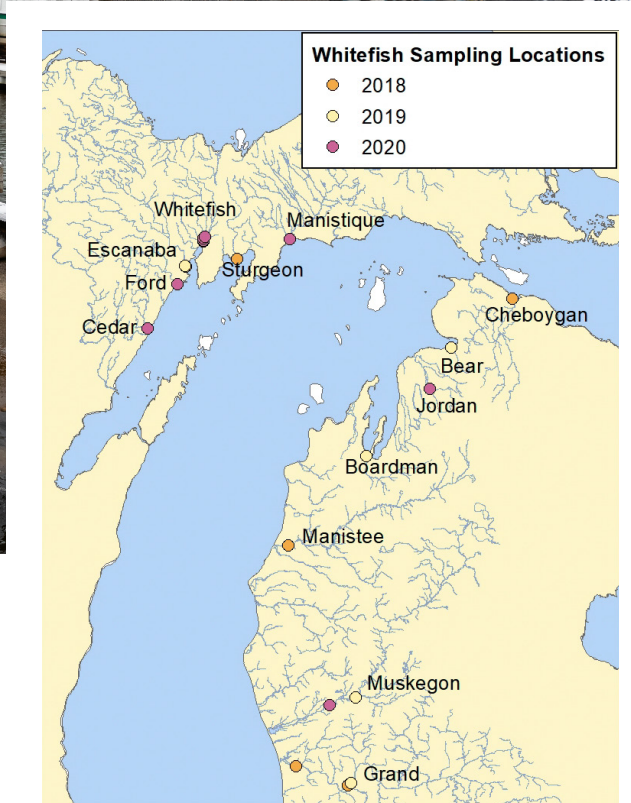 Whitefish Sampling Locations
2018
2019
2020
Whitefish
Manistique
Escanaba
Sturgeon
Ford
Cheboygan
Cedar
Bear
Jordan
Boardman
Manistee
Muskegon
Grand